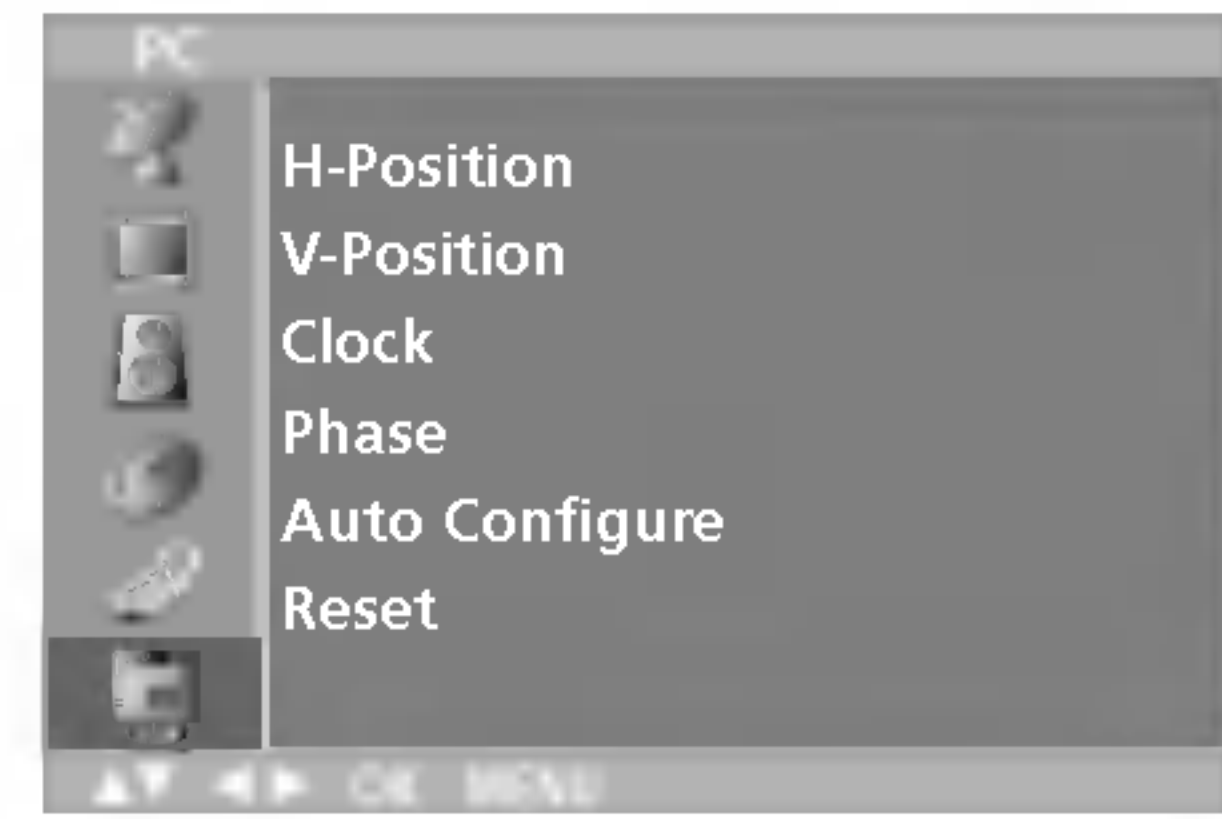 PC
H-Position
V-Position
Clock
Phase
Auto Configure
Reset
▲▼ ◀ ▶ OK MENU